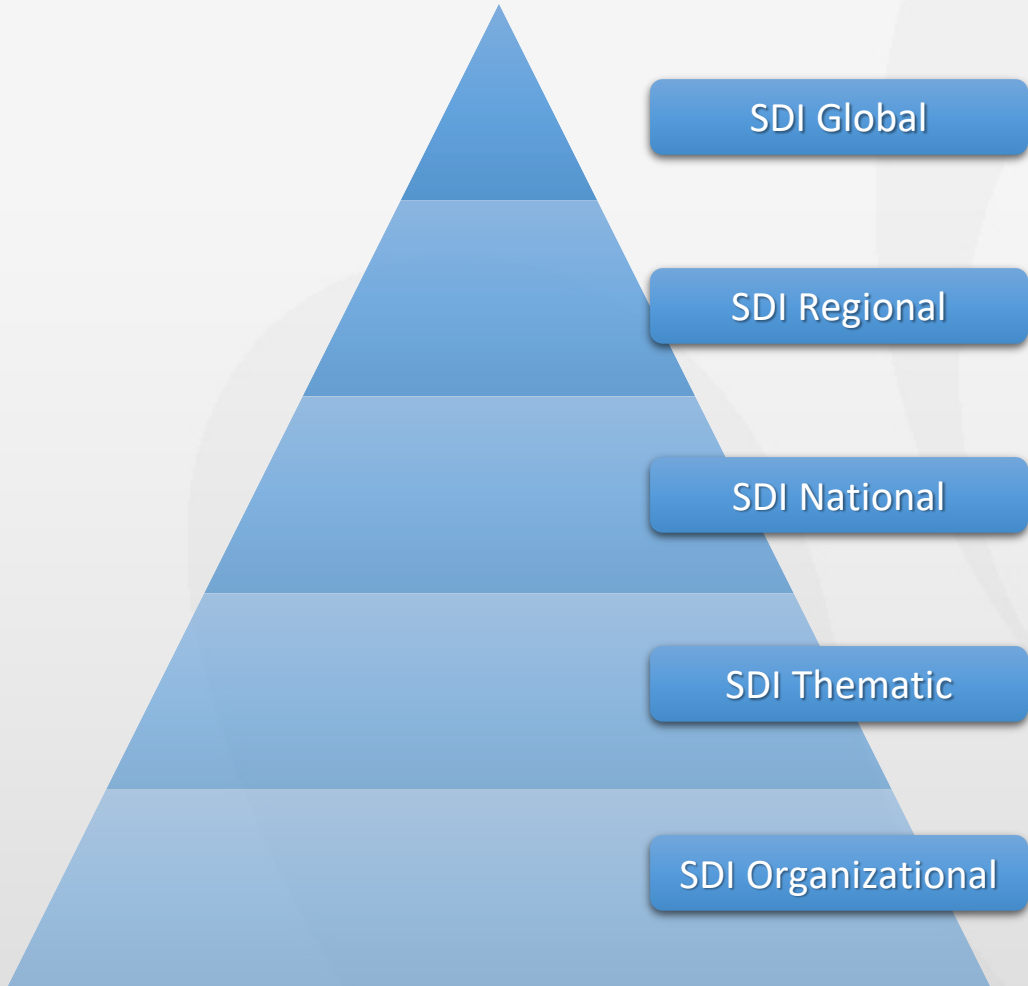 SDI Global
SDI Regional
SDI National
SDI Thematic
SDI Organizational